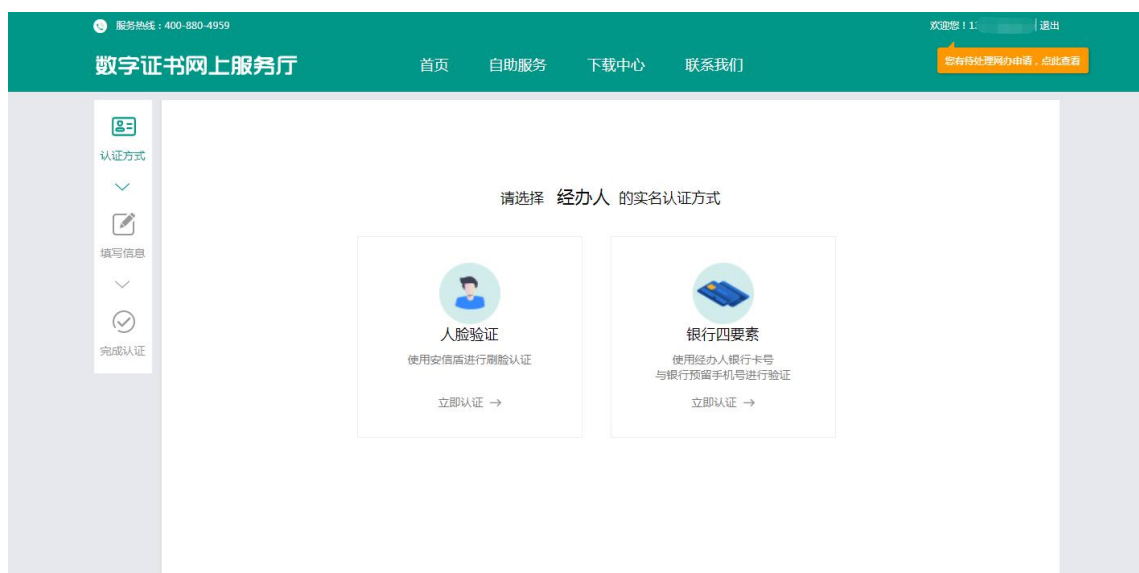 服务热线：400-880-4959
欢迎您！1
退出
数字证书网上服务厅
首页
自助服务
下载中心
联系我们
您有待处理网办申请，点此查看
认证方式
填写信息
完成认证
请选择 经办人 的实名认证方式
人脸验证
使用安信盾进行刷脸认证
立即认证 →
银行四要素
使用经办人银行卡号
与银行预留手机号进行验证
立即认证 →